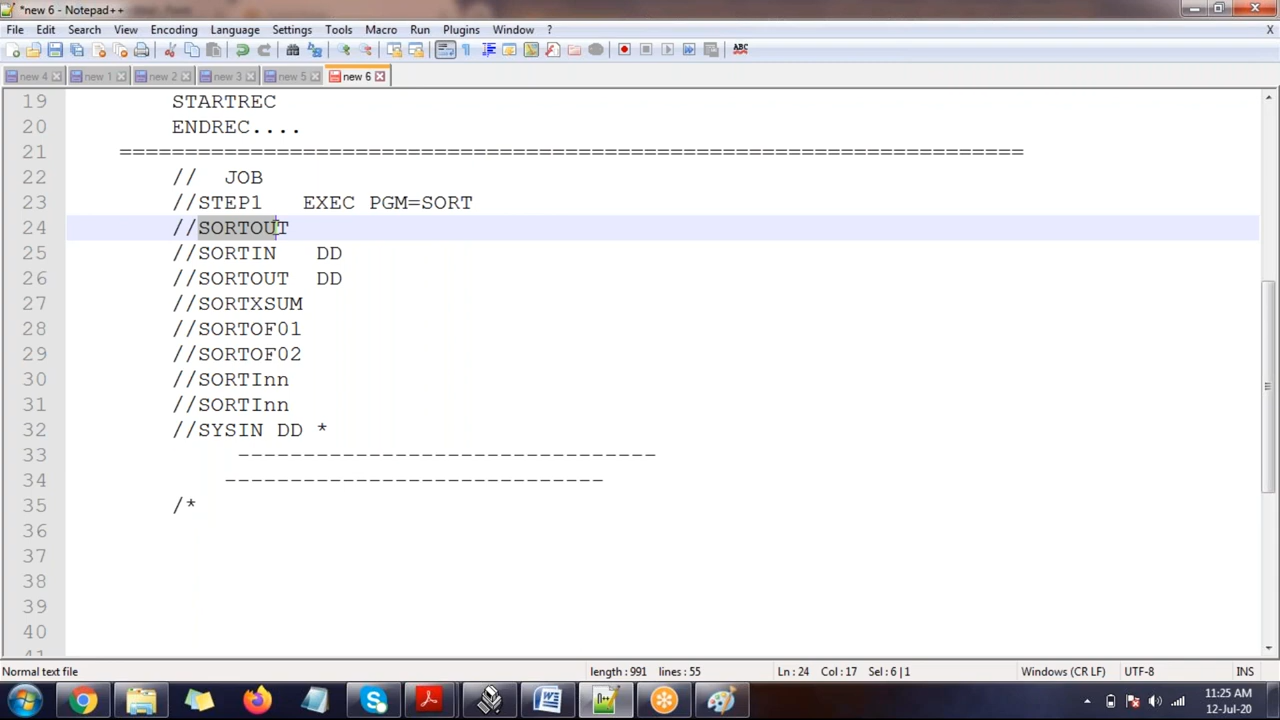 *new 6 - Notepad++
File Edit Search View Encoding Language Settings Tools Macro Run Plugins Window ? X
new 4 new 1 new 2 new 3 new 5 new 6
19 STARTREC
20 ENDREC....
21 =====================================================================
22 // JOB
23 //STEP1 EXEC PGM=SORT
24 //SORTOUT
25 //SORTIN DD
26 //SORTOUT DD
27 //SORTXSUM
28 //SORTOF01
29 //SORTOF02
30 //SORTInn
31 //SORTInn
32 //SYSIN DD *
33 --------------------------------
34 -----------------------------
35 /*
36
37
38
39
40
41
Normal text file length : 991 lines : 55 Ln : 24 Col : 17 Sel : 6 | 1 Windows (CR LF) UTF-8 INS
11:25 AM
12-Jul-20